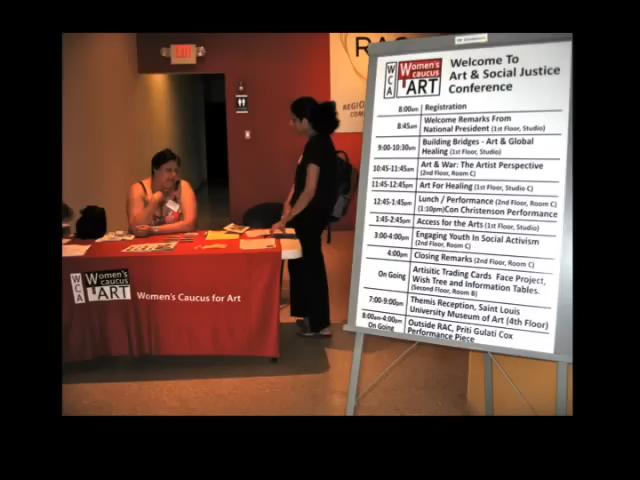 EXIT
RAC
REGIO
COM
WCA
Women's
caucus
ART
Women's Caucus for Art
WCA
Women's
caucus
ART
Welcome To
Art & Social Justice
Conference
8:00am Registration
8:45am Welcome Remarks From
National President (1st Floor, Studio)
9:00-10:30am Building Bridges - Art & Global
Healing (1st Floor, Studio)
10:45-11:45am Art & War: The Artist Perspective
(2nd Floor, Room C)
11:45-12:45pm Art For Healing (1st Floor, Studio C)
12:45-1:45pm Lunch / Performance (2nd Floor, Room C)
(1:10pm)Con Christenson Performance
1:45-2:45pm Access for the Arts (1st Floor, Studio)
3:00-4:00pm Engaging Youth In Social Activism
(2nd Floor, Room C)
4:00pm Closing Remarks (2nd Floor, Room C)
On Going Artisitic Trading Cards Face Project,
Wish Tree and Information Tables.
(Second Floor, Room B)
7:00-9:00pm Themis Reception, Saint Louis
University Museum of Art (4th Floor)
8:00am-4:00pm Outside RAC, Priti Gulati Cox
On Going Performance Piece